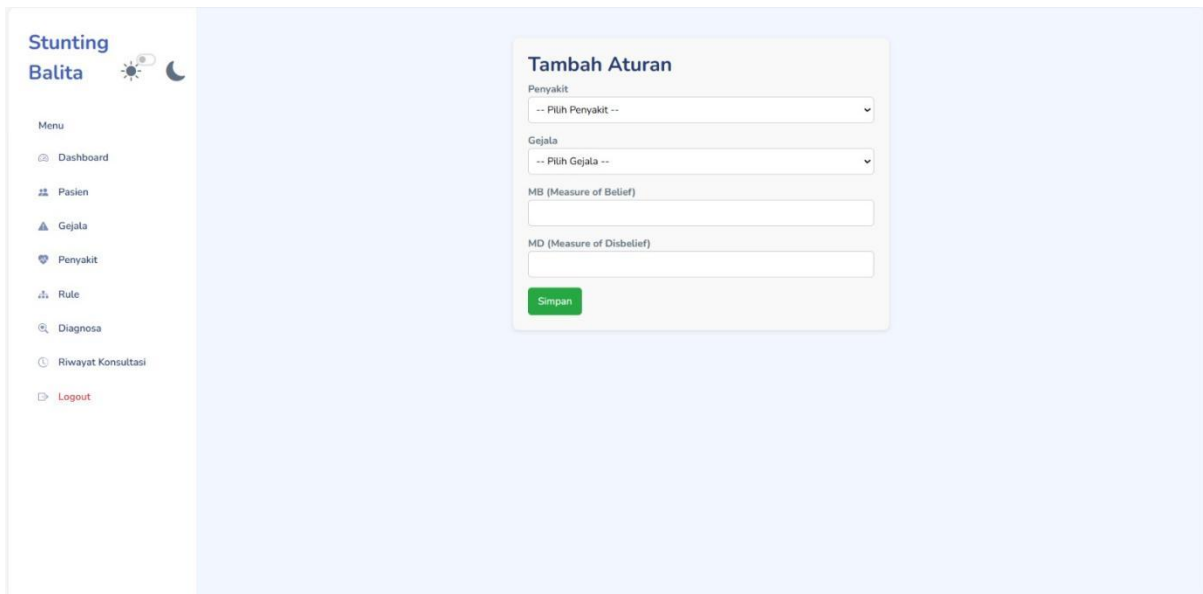 Stunting
Balita
Menu
Dashboard
Pasien
Gejala
Penyakit
Rule
Diagnosa
Riwayat Konsultasi
Logout
Tambah Aturan
Penyakit
-- Pilih Penyakit --
Gejala
-- Pilih Gejala --
MB (Measure of Belief)
MD (Measure of Disbelief)
Simpan